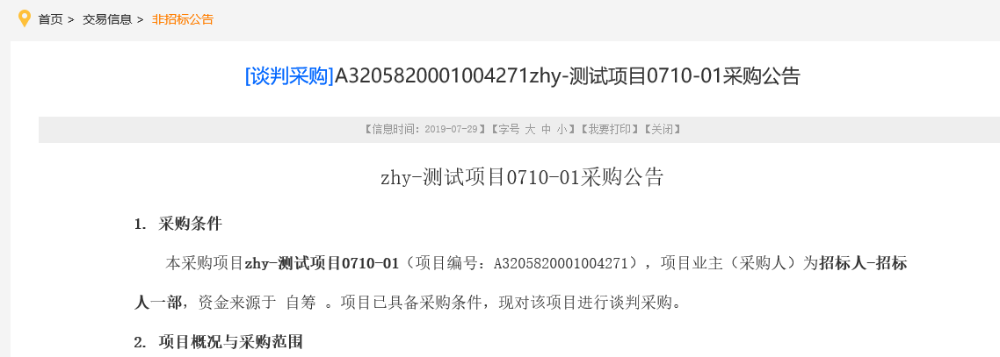 首页 > 交易信息 > 非招标公告
[谈判采购]A3205820001004271zhy-测试项目0710-01采购公告
【信息时间：2019-07-29】【字号 大 中 小】【我要打印】【关闭】
zhy-测试项目0710-01采购公告
1. 采购条件
本采购项目zhy-测试项目0710-01（项目编号：A3205820001004271），项目业主（采购人）为招标人-招标
人一部，资金来源于 自筹 。项目已具备采购条件，现对该项目进行谈判采购。
2. 项目概况与采购范围